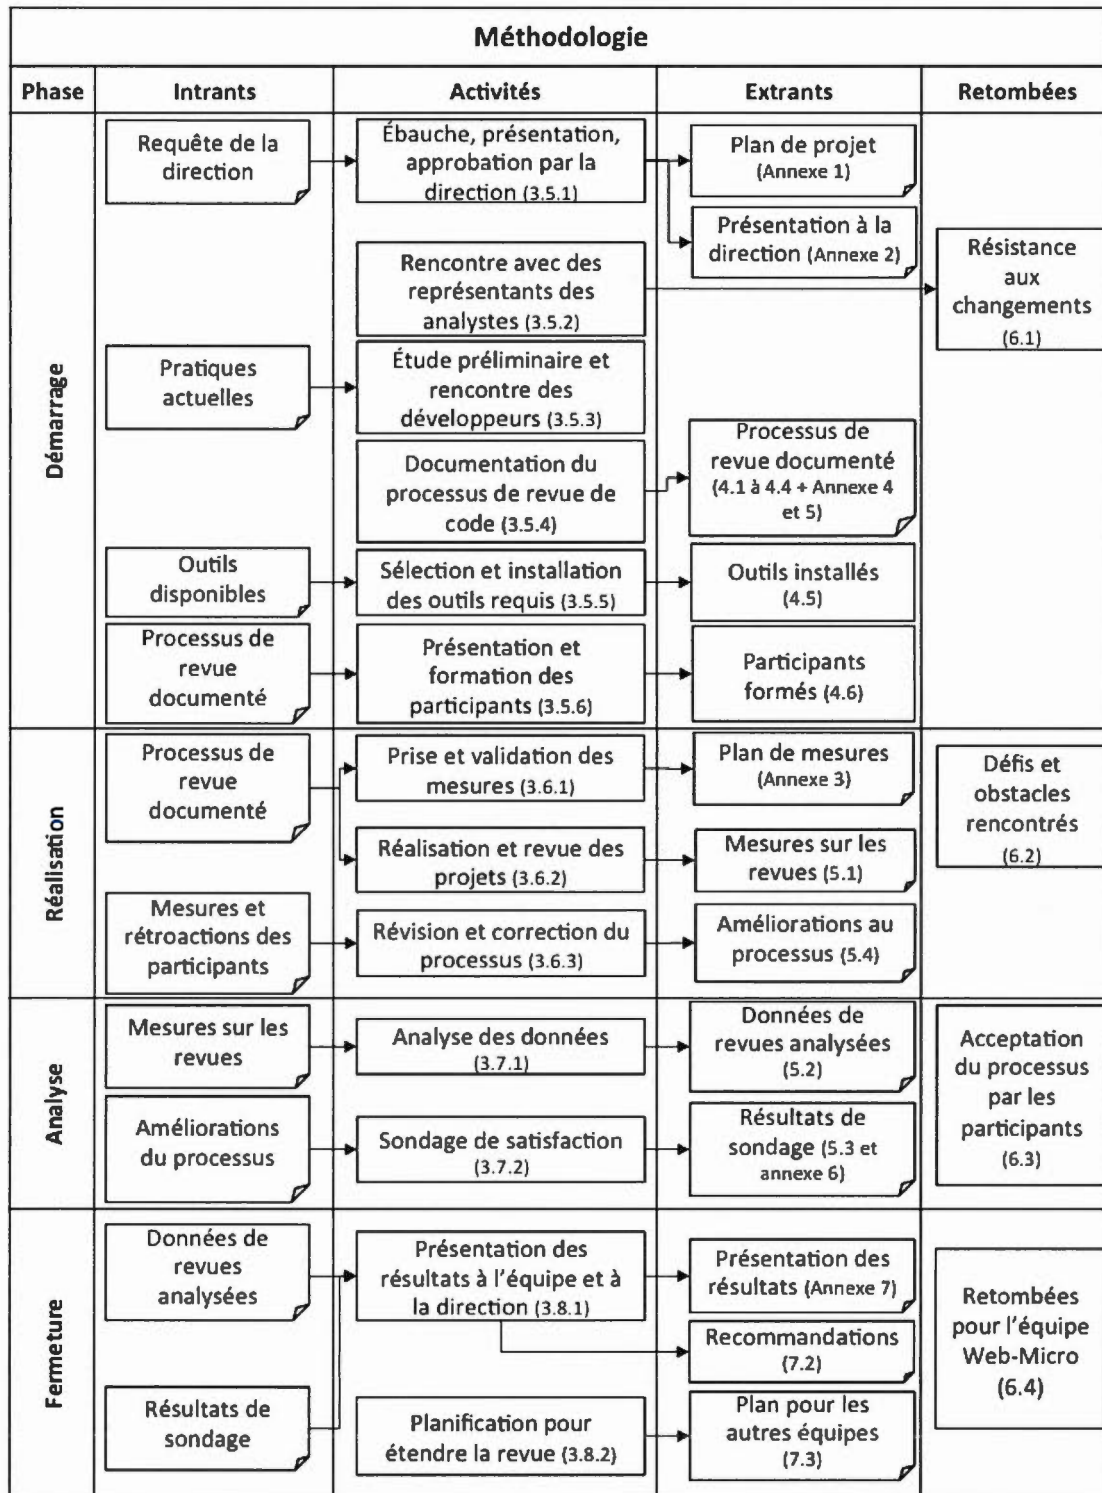 Méthodologie
Phase
Intrants
Activités
Extrants
Retombées
Démarrage
Requête de la
direction
Ébauche, présentation,
approbation par la
direction (3.5.1)
Plan de projet
(Annexe 1)
Présentation à la
direction (Annexe 2)
Rencontre avec des
représentants des
analystes (3.5.2)
Résistance
aux
changements
(6.1)
Pratiques
actuelles
Étude préliminaire et
rencontre des
développeurs (3.5.3)
Documentation du
processus de revue de
code (3.5.4)
Processus de
revue documenté
(4.1 à 4.4 + Annexe 4
et 5)
Outils
disponibles
Sélection et installation
des outils requis (3.5.5)
Outils installés
(4.5)
Processus de
revue
documenté
Présentation et
formation des
participants (3.5.6)
Participants
formés (4.6)
Réalisation
Processus de
revue
documenté
Prise et validation des
mesures (3.6.1)
Plan de mesures
(Annexe 3)
Réalisation et revue des
projets (3.6.2)
Mesures sur les
revues (5.1)
Défis et
obstacles
rencontrés
(6.2)
Mesures et
rétroactions des
participants
Révision et correction du
processus (3.6.3)
Améliorations au
processus (5.4)
Analyse
Mesures sur les
revues
Analyse des données
(3.7.1)
Données de
revues analysées
(5.2)
Améliorations
du processus
Sondage de satisfaction
(3.7.2)
Résultats de
sondage (5.3 et
annexe 6)
Acceptation
du processus
par les
participants
(6.3)
Fermeture
Données de
revues
analysées
Présentation des
résultats à l'équipe et à
la direction (3.8.1)
Présentation des
résultats (Annexe 7)
Recommandations
(7.2)
Résultats de
sondage
Planification pour
étendre la revue (3.8.2)
Plan pour les
autres équipes
(7.3)
Retombées
pour l'équipe
Web-Micro
(6.4)